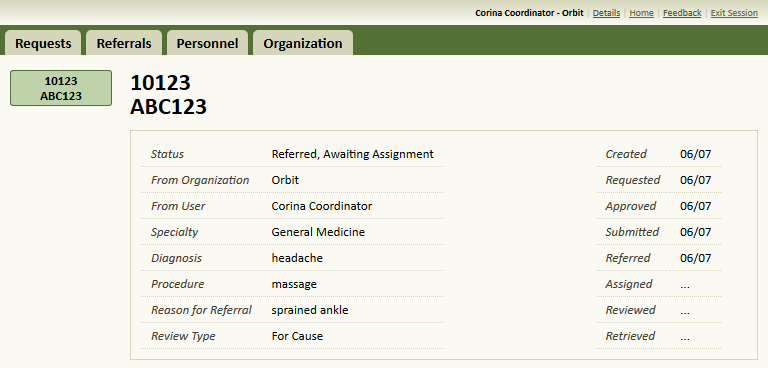 Corina Coordinator - Orbit | Details | Home | Feedback | Exit Session
Requests Referrals Personnel Organization
10123
ABC123
10123
ABC123
Status Referred, Awaiting Assignment Created 06/07
From Organization Orbit Requested 06/07
From User Corina Coordinator Approved 06/07
Specialty General Medicine Submitted 06/07
Diagnosis headache Referred 06/07
Procedure massage Assigned ...
Reason for Referral sprained ankle Reviewed ...
Review Type For Cause Retrieved ...